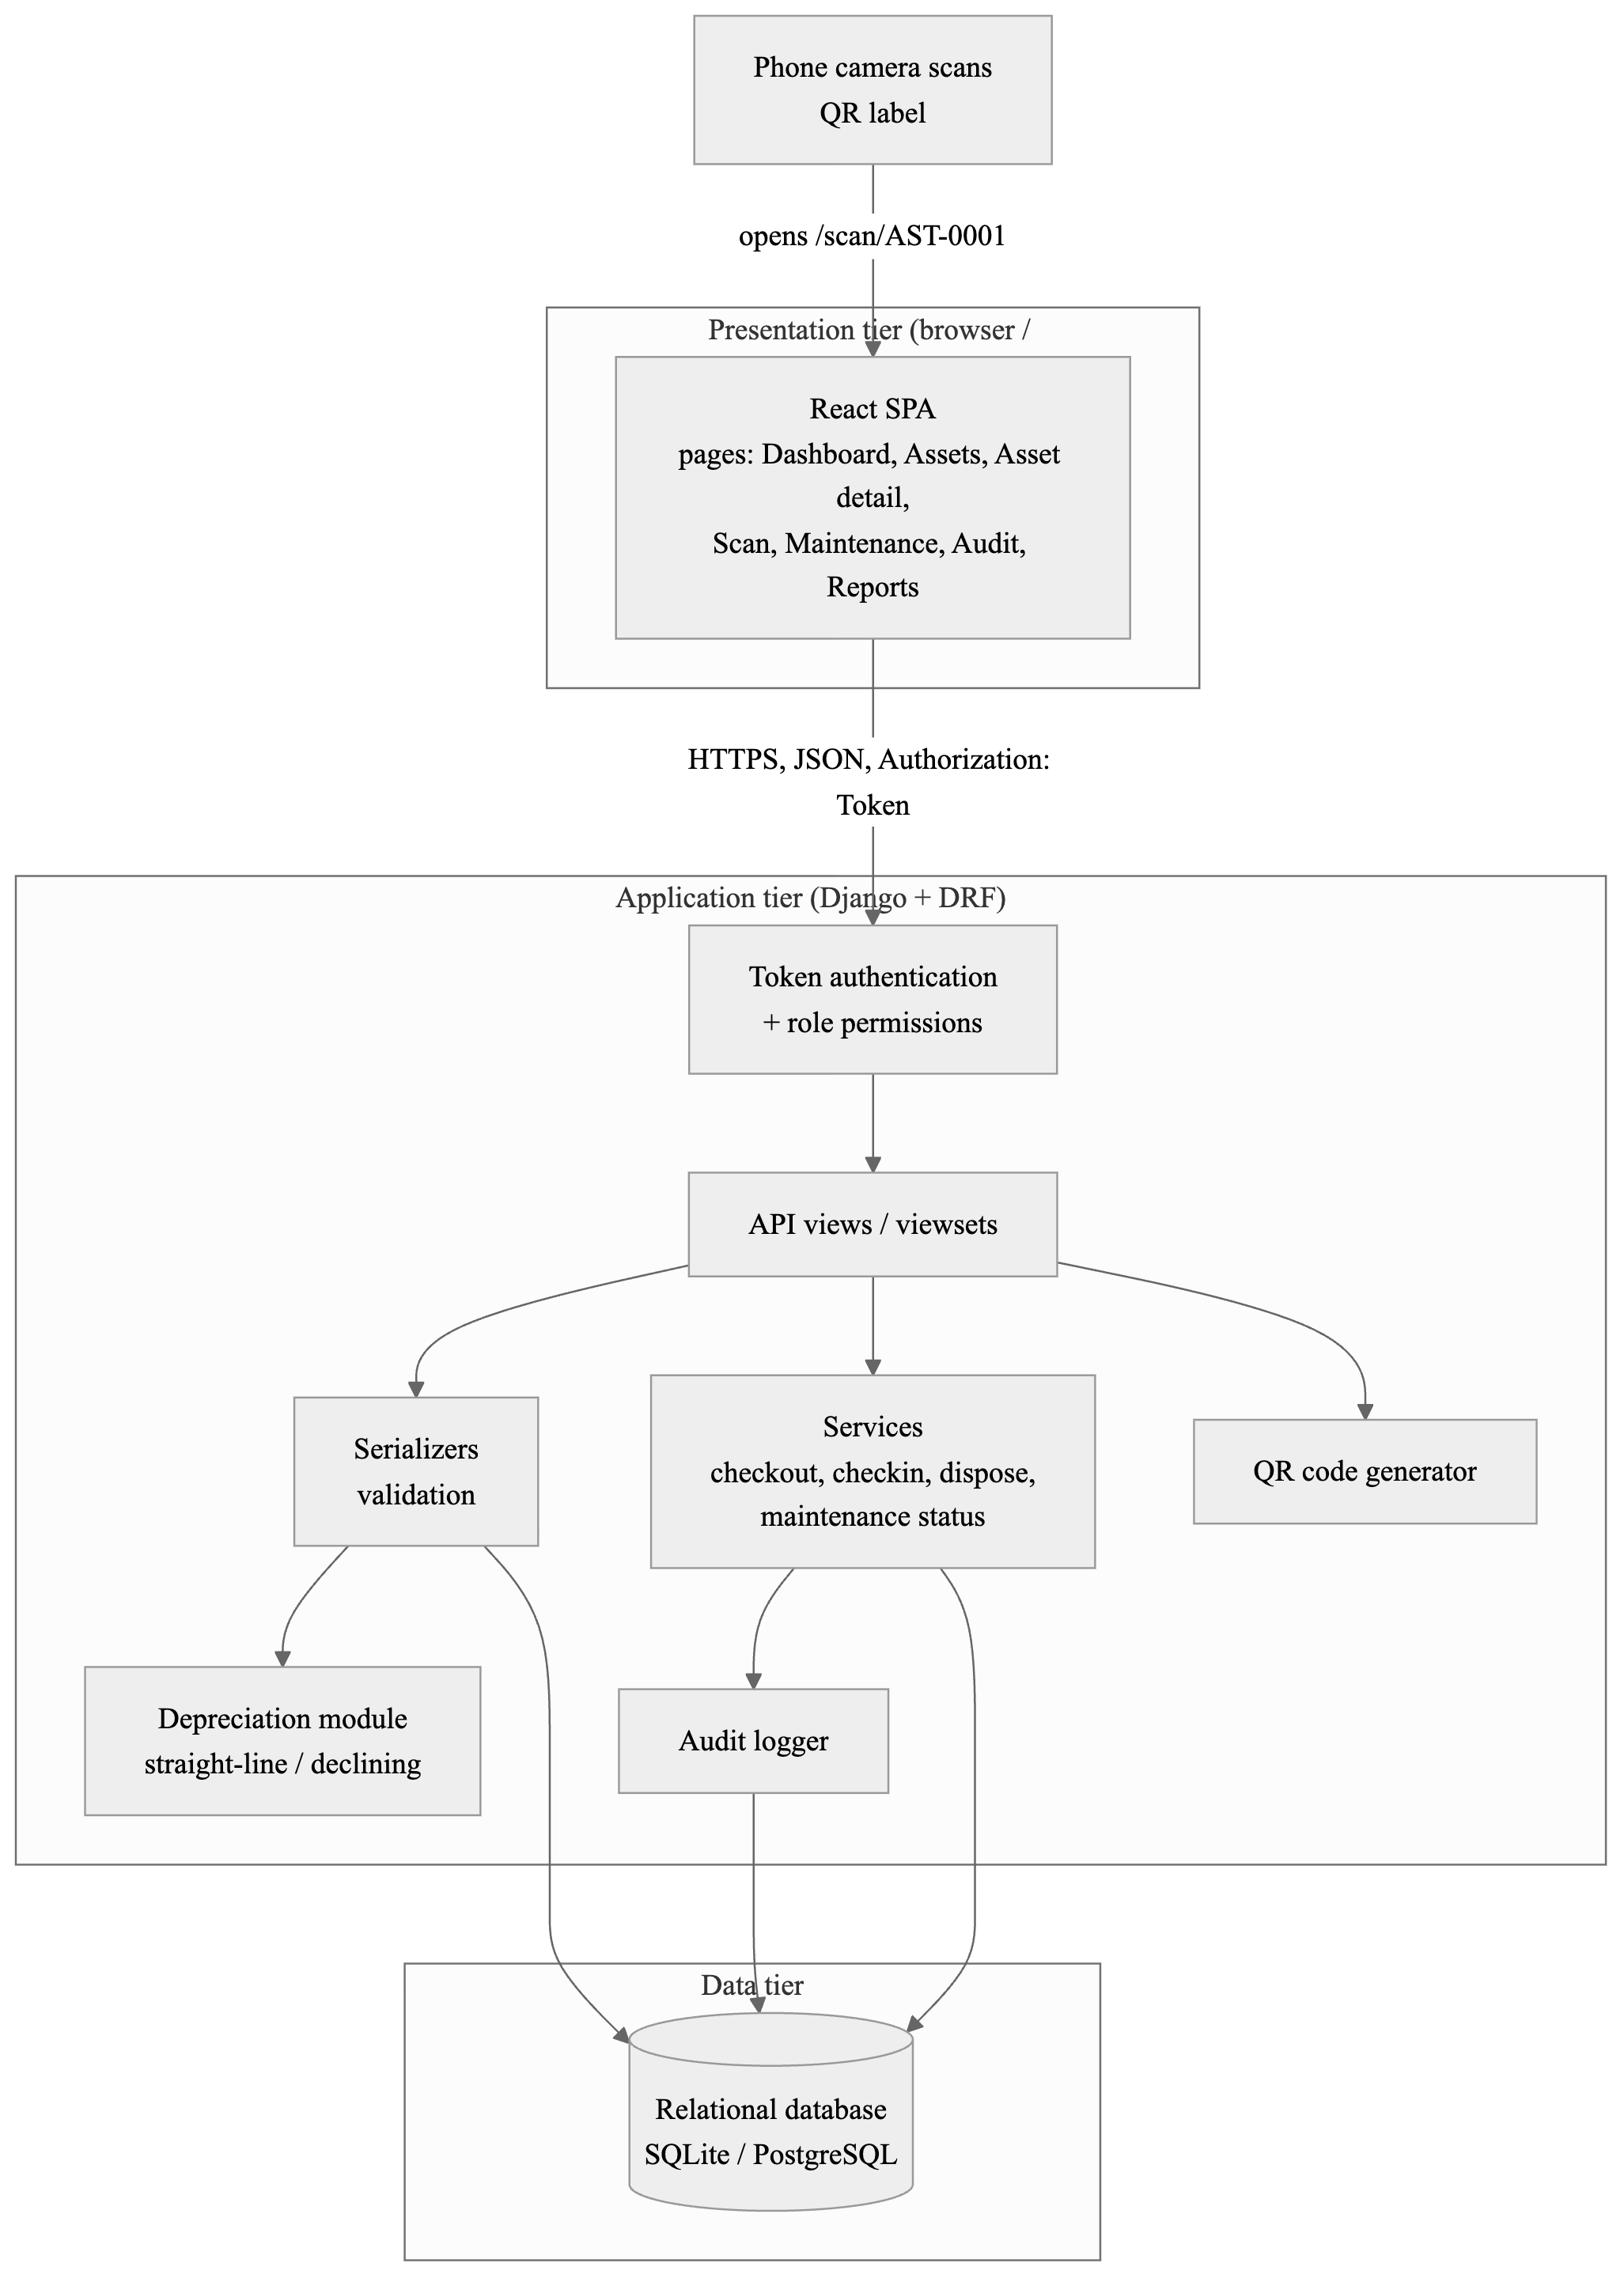 Phone camera scans
QR label
opens /scan/AST-0001
Presentation tier (browser /
React SPA
pages: Dashboard, Assets, Asset
detail,
Scan, Maintenance, Audit,
Reports
HTTPS, JSON, Authorization:
Token
Application tier (Django + DRF)
Token authentication
+ role permissions
API views / viewsets
Serializers
validation
Services
checkout, checkin, dispose,
maintenance status
QR code generator
Depreciation module
straight-line / declining
Audit logger
Data tier
Relational database
SQLite / PostgreSQL